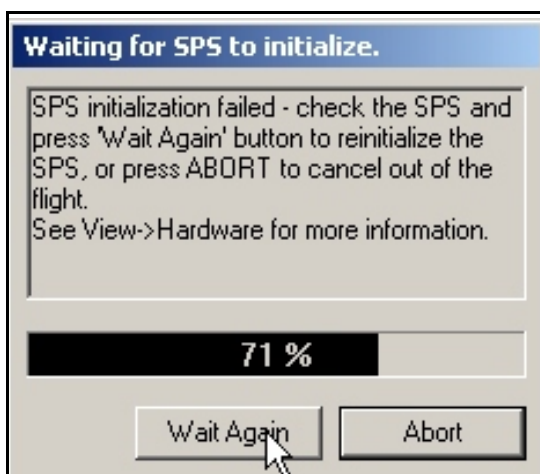 Waiting for SPS to initialize.
SPS initialization failed - check the SPS and
press 'Wait Again' button to reinitialize the
SPS, or press ABORT to cancel out of the
flight.
See View->Hardware for more information.
71 %
Wait Again
Abort